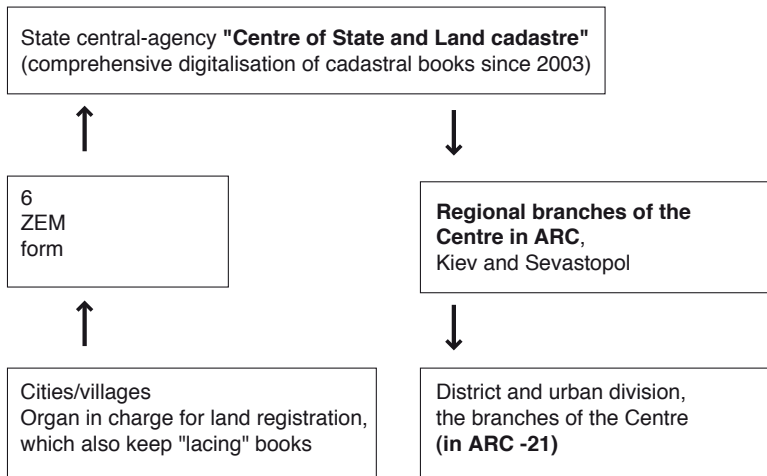 State central-agency "Centre of State and Land cadastre"
(comprehensive digitalisation of cadastral books since 2003)
6
ZEM
form
Regional branches of the
Centre in ARC,
Kiev and Sevastopol
Cities/villages
Organ in charge for land registration,
which also keep "lacing" books
District and urban division,
the branches of the Centre
(in ARC -21)